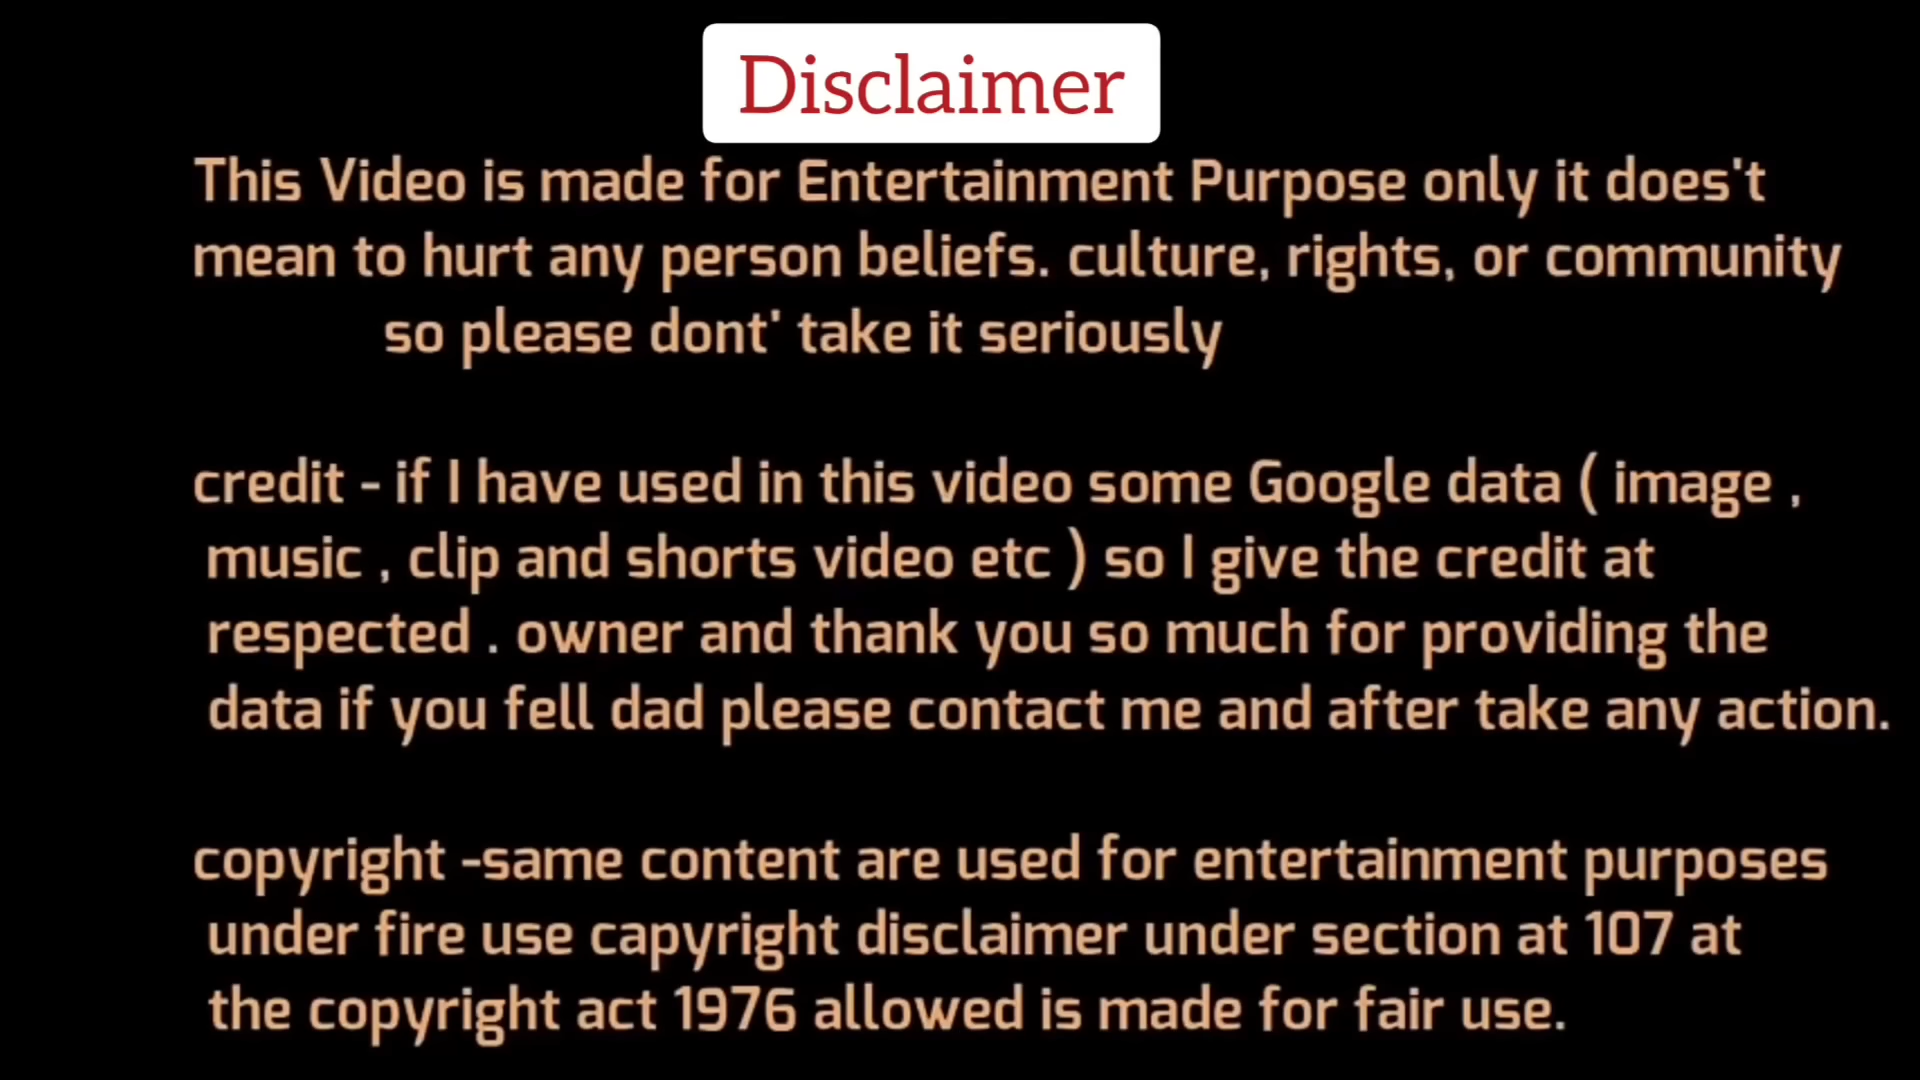 Disclaimer
This Video is made for Entertainment Purpose only it does't
mean to hurt any person beliefs. culture, rights, or community
so please dont' take it seriously
credit - if I have used in this video some Google data ( image ,
music , clip and shorts video etc ) so I give the credit at
respected . owner and thank you so much for providing the
data if you fell dad please contact me and after take any action.
copyright -same content are used for entertainment purposes
under fire use capyright disclaimer under section at 107 at
the copyright act 1976 allowed is made for fair use.